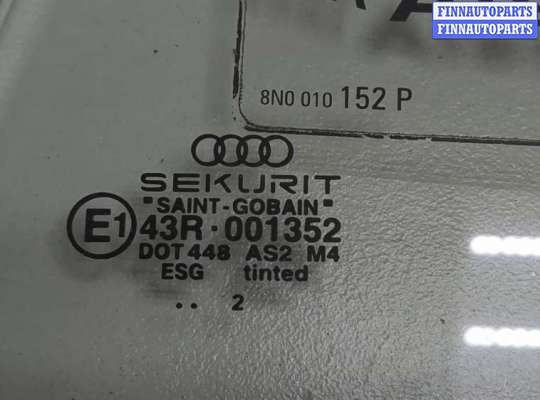 FINNAUTOPARTS
FINNAUTOPARTS
8N0 010 152 P
SEKURIT
"SAINT-GOBAIN"
E1 43R·001352
DOT 448 AS2 M4
ESG tinted
.. 2